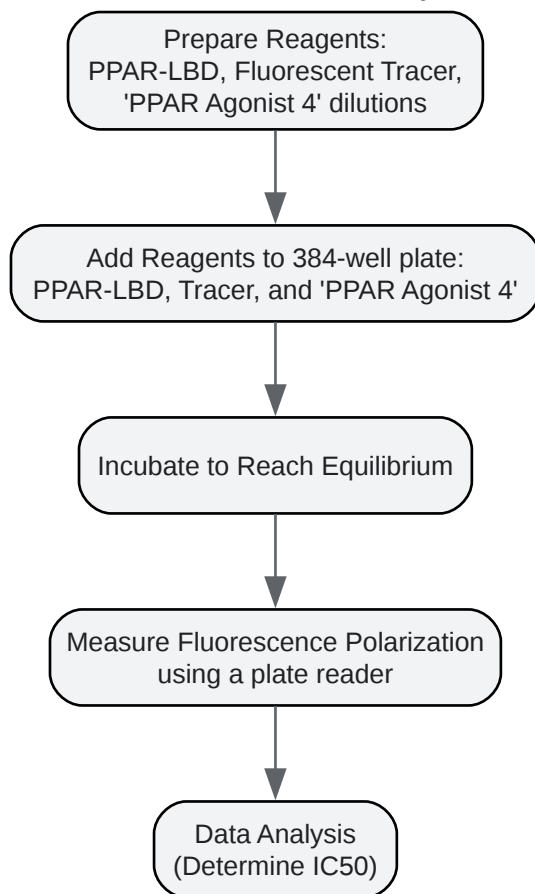 Prepare Reagents:
PPAR-LBD, Fluorescent Tracer,
'PPAR Agonist 4' dilutions
Add Reagents to 384-well plate:
PPAR-LBD, Tracer, and 'PPAR Agonist 4'
Incubate to Reach Equilibrium
Measure Fluorescence Polarization
using a plate reader
Data Analysis
(Determine IC50)